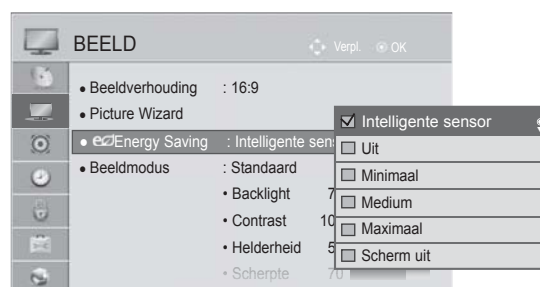 BEELD Verpl. OK
• Beeldverhouding : 16:9
• Picture Wizard
• Energy Saving : Intelligente
• Beeldmodus : Standaard
• Backlight 7
• Contrast 10
• Helderheid 5
• Scherpte 70
Intelligente sensor
Uit
Minimaal
Medium
Maximaal
Scherm uit